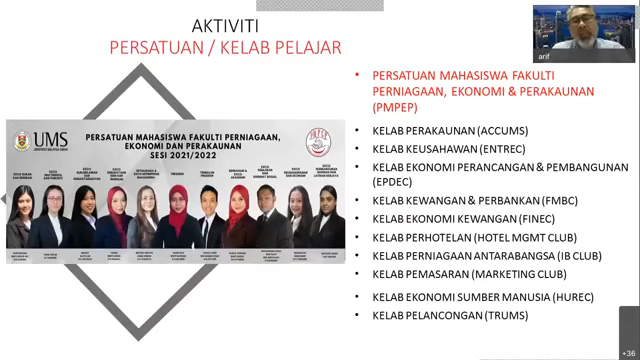 AKTIVITI
PERSATUAN / KELAB PELAJAR
arif
• PERSATUAN MAHASISWA FAKULTI
PERNIAGAAN, EKONOMI & PERAKAUNAN
(PMPEP)
• KELAB PERAKAUNAN (ACCUMS)
• KELAB KEUSAHAWAN (ENTREC)
• KELAB EKONOMI PERANCANGAN & PEMBANGUNAN
(EPDEC)
• KELAB KEWANGAN & PERBANKAN (FMBC)
• KELAB EKONOMI KEWANGAN (FINEC)
• KELAB PERHOTELAN (HOTEL MGMT CLUB)
• KELAB PERNIAGAAN ANTARABANGSA (IB CLUB)
• KELAB PEMASARAN (MARKETING CLUB)
• KELAB EKONOMI SUMBER MANUSIA (HUREC)
• KELAB PELANCONGAN (TRUMS)
UMS
PERSATUAN MAHASISWA FAKULTI PERNIAGAAN,
EKONOMI DAN PERAKAUNAN
SESI 2021/2022
+36